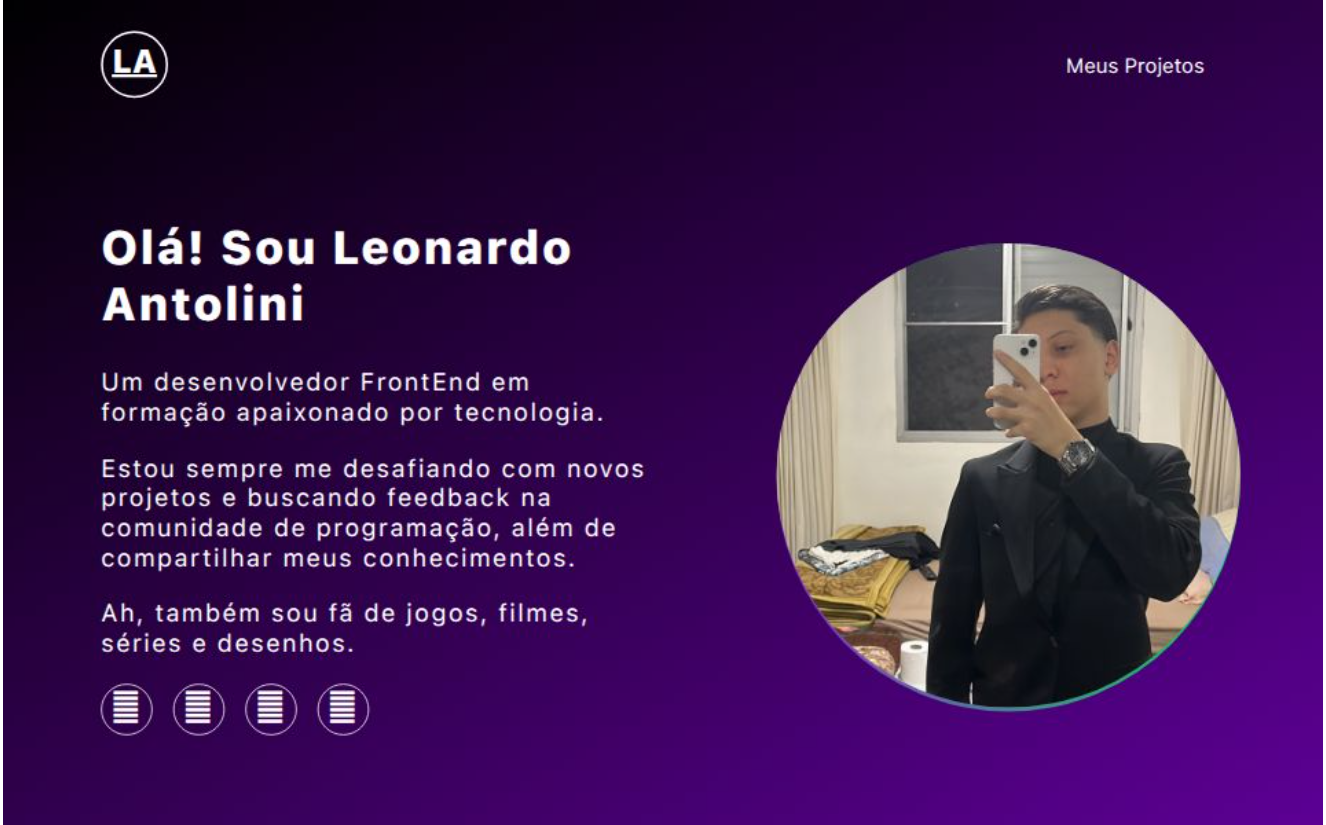 LA
Meus Projetos
Olá! Sou Leonardo
Antolini
Um desenvolvedor FrontEnd em
formação apaixonado por tecnologia.
Estou sempre me desafiando com novos
projetos e buscando feedback na
comunidade de programação, além de
compartilhar meus conhecimentos.
Ah, também sou fã de jogos, filmes,
séries e desenhos.